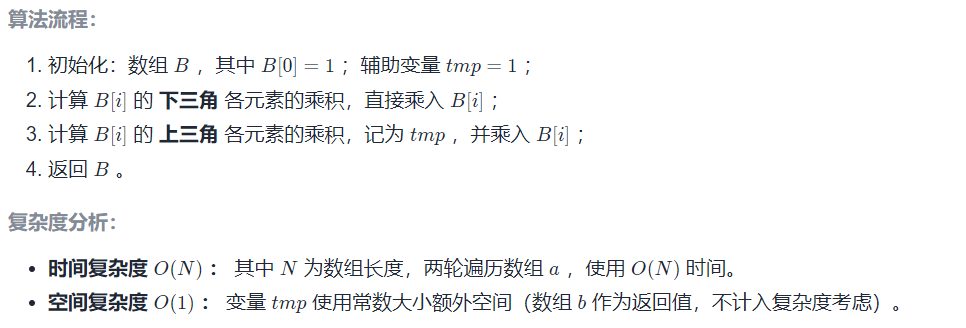 算法流程：
1. 初始化：数组 B ，其中 B[0] = 1 ；辅助变量 tmp = 1 ；
2. 计算 B[i] 的 下三角 各元素的乘积，直接乘入 B[i] ；
3. 计算 B[i] 的 上三角 各元素的乘积，记为 tmp ，并乘入 B[i] ；
4. 返回 B 。
复杂度分析：
• 时间复杂度 O(N) ： 其中 N 为数组长度，两轮遍历数组 a ，使用 O(N) 时间。
• 空间复杂度 O(1) ： 变量 tmp 使用常数大小额外空间（数组 b 作为返回值，不计入复杂度考虑）。